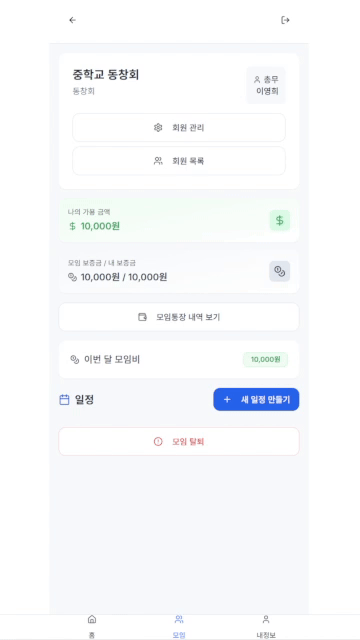 중학교 동창회
동창회
총무
이영희
회원 관리
회원 목록
나의 가용 금액
$ 10,000원
모임 보증금 / 내 보증금
10,000원 / 10,000원
모임통장 내역 보기
이번 달 모임비
10,000원
일정
+ 새 일정 만들기
모임 탈퇴
홈
모임
내정보